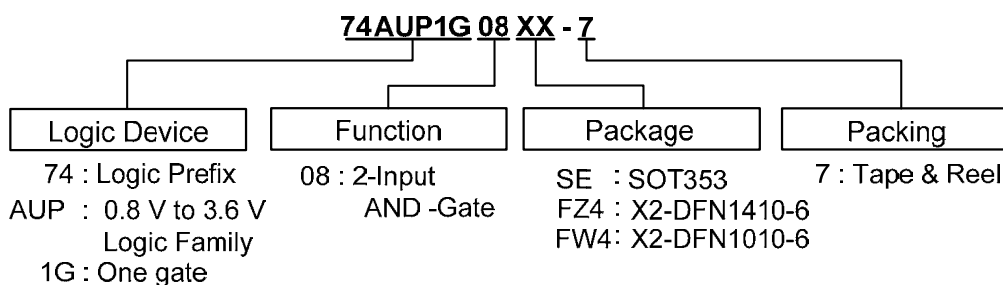 74AUP1G 08 XX - 7
Logic Device
74 : Logic Prefix
AUP : 0.8 V to 3.6 V
Logic Family
1G : One gate
Function
08 : 2-Input
AND -Gate
Package
SE : SOT353
FZ4 : X2-DFN1410-6
FW4 : X2-DFN1010-6
Packing
7 : Tape & Reel